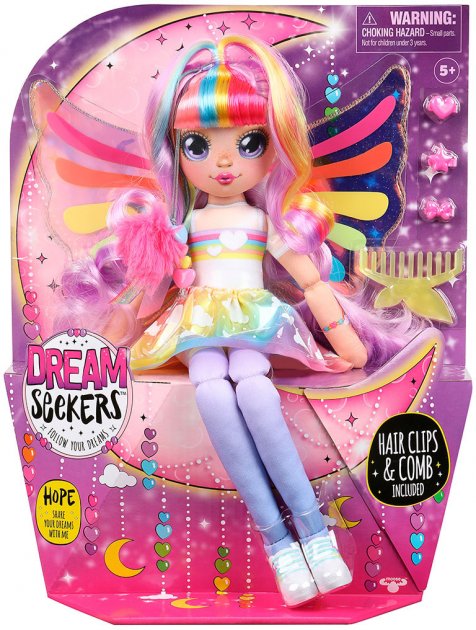 WARNING:
CHOKING HAZARD – Small parts.
Not for children under 3 years.
5+
DREAM
SEEKERS™
FOLLOW YOUR DREAMS
HOPE
SHARE
YOUR DREAMS
WITH ME
HAIR CLIPS
& COMB
INCLUDED